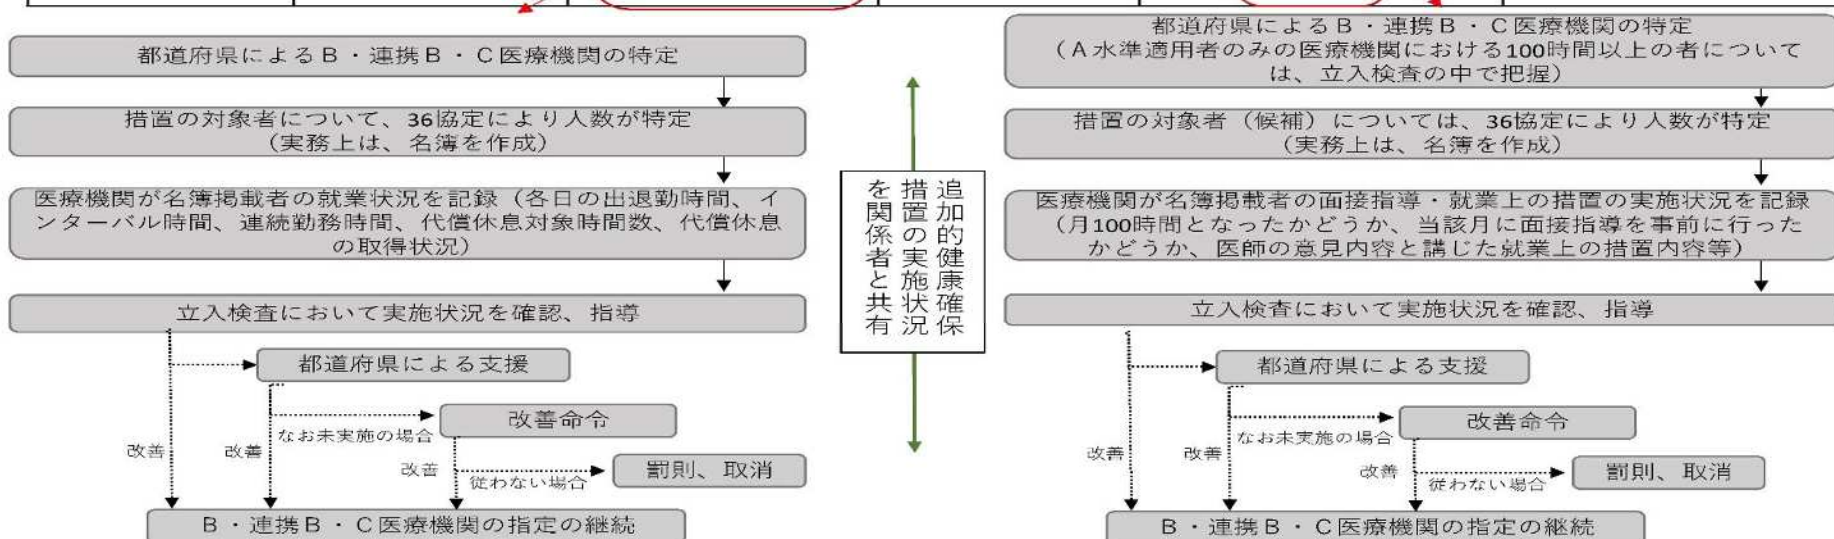 都道府県によるB・連携B・C医療機関の特定
措置の対象者について、36協定により人数が特定
(実務上は、名簿を作成)
医療機関が名簿掲載者の就業状況を記録(各日の出退勤時間、イ
ンターバル時間、連続勤務時間、代償休息対象時間数、代償休息
の取得状況)
立入検査において実施状況を確認、指導
都道府県による支援
改善命令
なお未実施の場合
改善
改善
改善
従わない場合
罰則、取消
B・連携B・C医療機関の指定の継続
追加的健康確保
措置の実施状況
を関係者と共有
都道府県によるB・連携B・C医療機関の特定
(A水準適用者のみの医療機関における100時間以上の者について
は、立入検査の中で把握)
措置の対象者(候補)については、36協定により人数が特定
(実務上は、名簿を作成)
医療機関が名簿掲載者の面接指導・就業上の措置の実施状況を記録
(月100時間となったかどうか、当該月に面接指導を事前に行った
かどうか、医師の意見内容と講じた就業上の措置内容等)
立入検査において実施状況を確認、指導
都道府県による支援
改善命令
なお未実施の場合
改善
改善
改善
従わない場合
罰則、取消
B・連携B・C医療機関の指定の継続